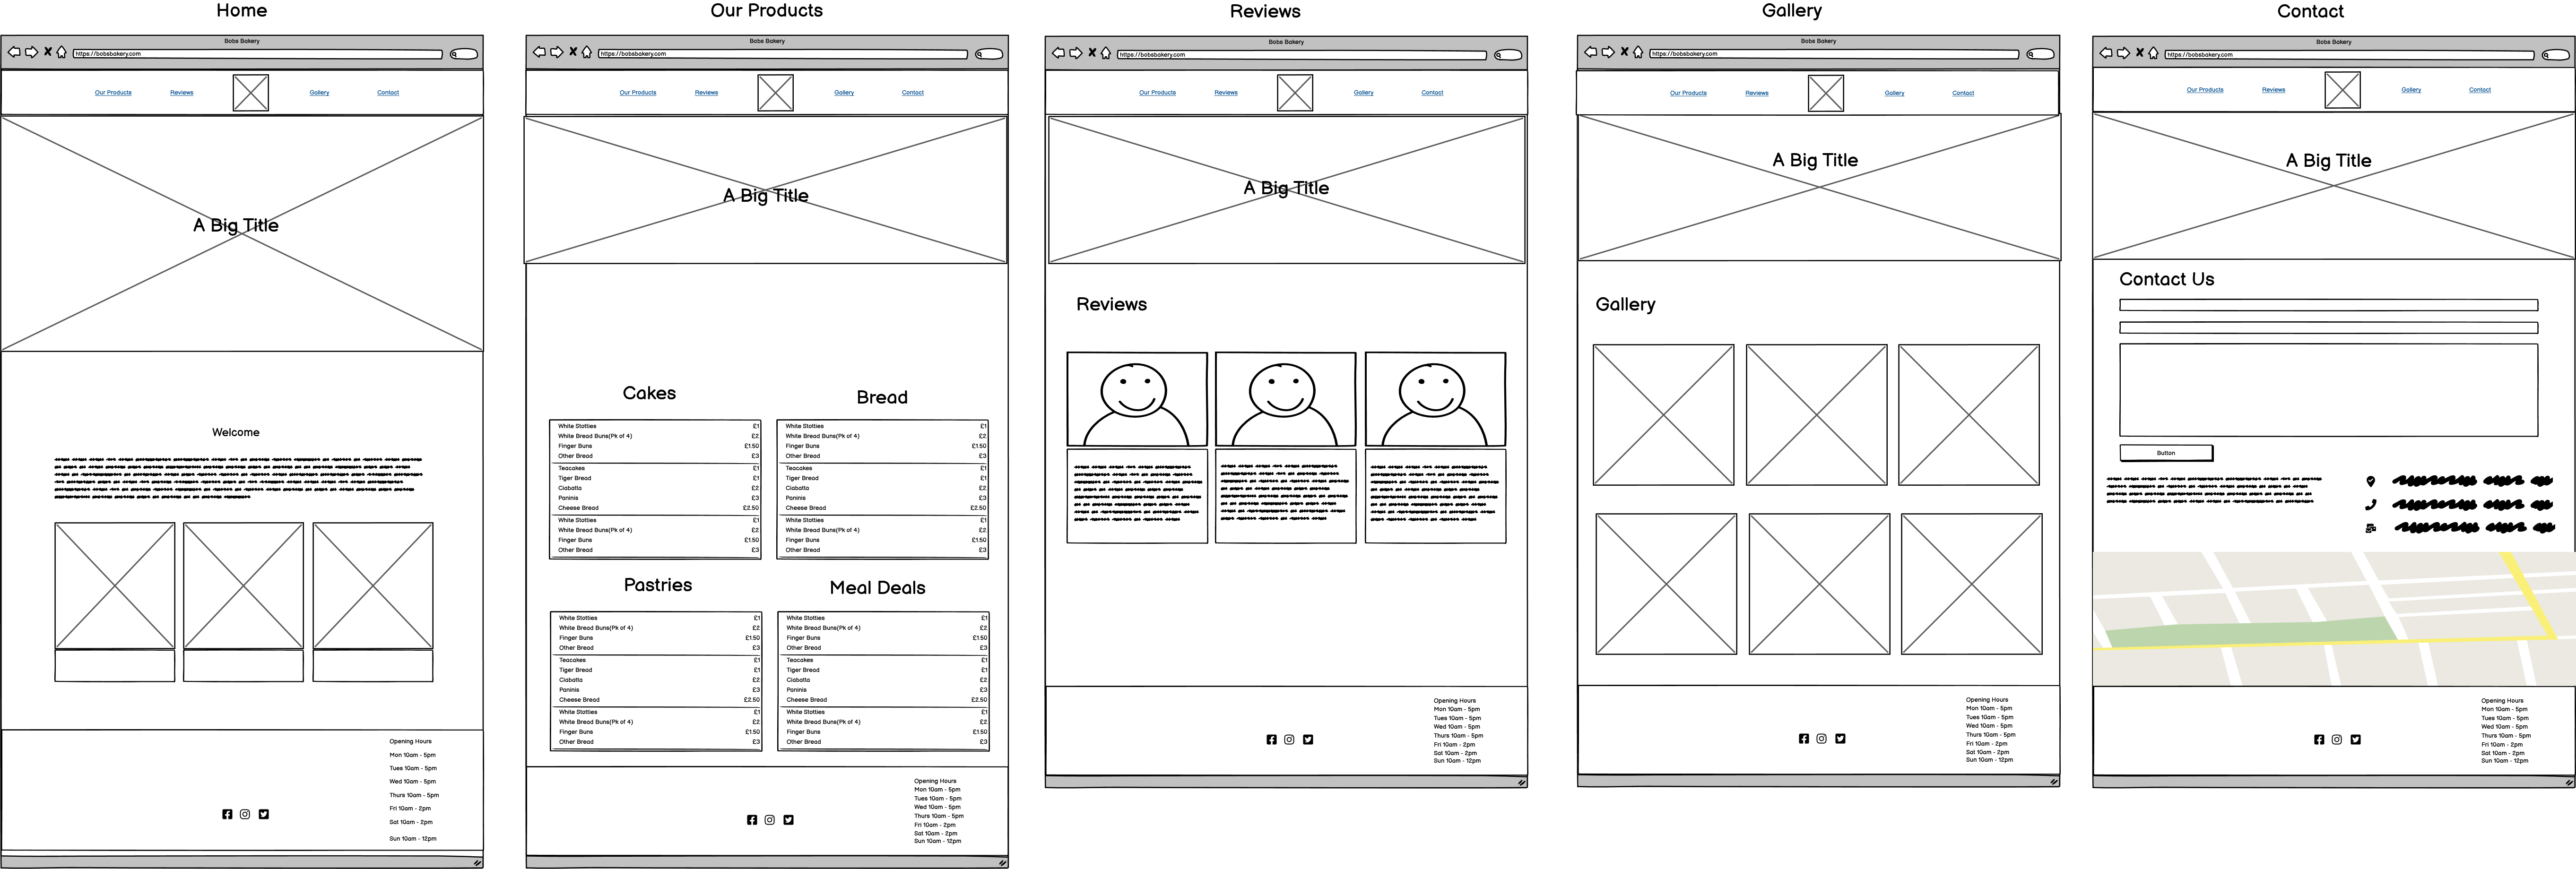 Home
Bobs Bakery
https://bobsbakery.com
Our Products Reviews Gallery Contact
A Big Title
Welcome
Opening Hours
Mon 10am - 5pm
Tues 10am - 5pm
Wed 10am - 5pm
Thurs 10am - 5pm
Fri 10am - 2pm
Sat 10am - 2pm
Sun 10am - 12pm
Our Products
Bobs Bakery
https://bobsbakery.com
Our Products Reviews Gallery Contact
A Big Title
Cakes
White Stotties £1
White Bread Buns(Pk of 4) £2
Finger Buns £1.50
Other Bread £3
Teacakes £1
Tiger Bread £1
Ciabatta £2
Paninis £3
Cheese Bread £2.50
White Stotties £1
White Bread Buns(Pk of 4) £2
Finger Buns £1.50
Other Bread £3
Bread
White Stotties £1
White Bread Buns(Pk of 4) £2
Finger Buns £1.50
Other Bread £3
Teacakes £1
Tiger Bread £1
Ciabatta £2
Paninis £3
Cheese Bread £2.50
White Stotties £1
White Bread Buns(Pk of 4) £2
Finger Buns £1.50
Other Bread £3
Pastries
White Stotties £1
White Bread Buns(Pk of 4) £2
Finger Buns £1.50
Other Bread £3
Teacakes £1
Tiger Bread £1
Ciabatta £2
Paninis £3
Cheese Bread £2.50
White Stotties £1
White Bread Buns(Pk of 4) £2
Finger Buns £1.50
Other Bread £3
Meal Deals
White Stotties £1
White Bread Buns(Pk of 4) £2
Finger Buns £1.50
Other Bread £3
Teacakes £1
Tiger Bread £1
Ciabatta £2
Paninis £3
Cheese Bread £2.50
White Stotties £1
White Bread Buns(Pk of 4) £2
Finger Buns £1.50
Other Bread £3
Opening Hours
Mon 10am - 5pm
Tues 10am - 5pm
Wed 10am - 5pm
Thurs 10am - 5pm
Fri 10am - 2pm
Sat 10am - 2pm
Sun 10am - 12pm
Reviews
Bobs Bakery
https://bobsbakery.com
Our Products Reviews Gallery Contact
A Big Title
Reviews
Opening Hours
Mon 10am - 5pm
Tues 10am - 5pm
Wed 10am - 5pm
Thurs 10am - 5pm
Fri 10am - 2pm
Sat 10am - 2pm
Sun 10am - 12pm
Gallery
Bobs Bakery
https://bobsbakery.com
Our Products Reviews Gallery Contact
A Big Title
Gallery
Opening Hours
Mon 10am - 5pm
Tues 10am - 5pm
Wed 10am - 5pm
Thurs 10am - 5pm
Fri 10am - 2pm
Sat 10am - 2pm
Sun 10am - 12pm
Contact
Bobs Bakery
https://bobsbakery.com
Our Products Reviews Gallery Contact
A Big Title
Contact Us
Button
Opening Hours
Mon 10am - 5pm
Tues 10am - 5pm
Wed 10am - 5pm
Thurs 10am - 5pm
Fri 10am - 2pm
Sat 10am - 2pm
Sun 10am - 12pm